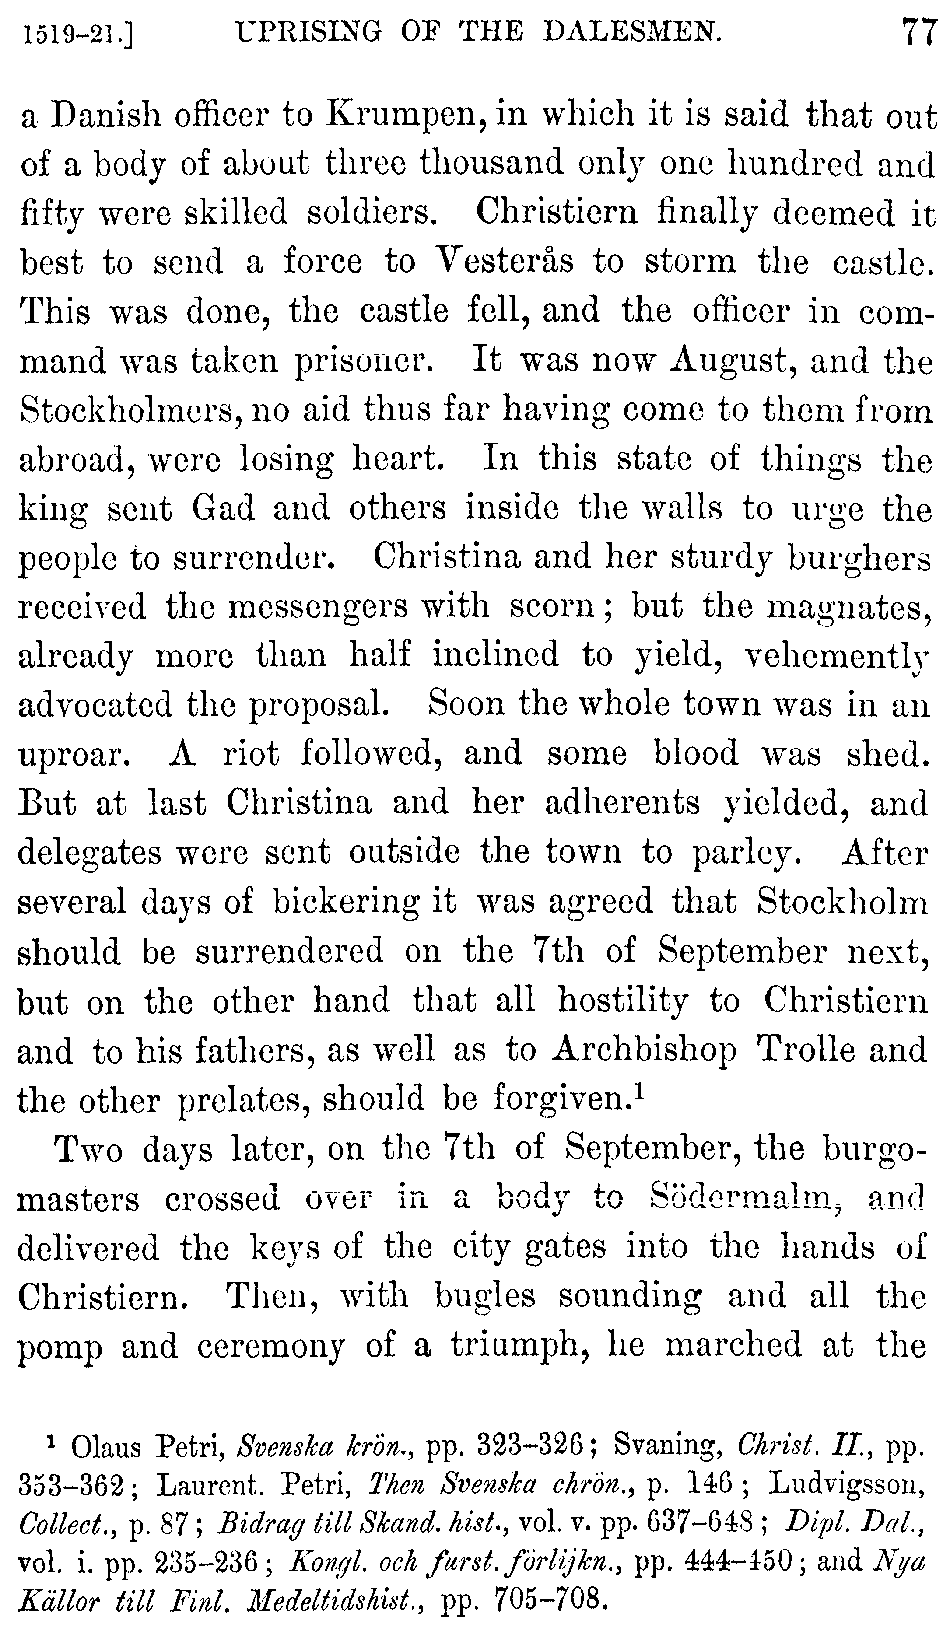 1519–21.] UPRISING OF THE DALESMEN. 77
a Danish officer to Krumpen, in which it is said that out
of a body of about three thousand only one hundred and
fifty were skilled soldiers. Christiern finally deemed it
best to send a force to Vesterås to storm the castle.
This was done, the castle fell, and the officer in com-
mand was taken prisoner. It was now August, and the
Stockholmers, no aid thus far having come to them from
abroad, were losing heart. In this state of things the
king sent Gad and others inside the walls to urge the
people to surrender. Christina and her sturdy burghers
received the messengers with scorn; but the magnates,
already more than half inclined to yield, vehemently
advocated the proposal. Soon the whole town was in an
uproar. A riot followed, and some blood was shed.
But at last Christina and her adherents yielded, and
delegates were sent outside the town to parley. After
several days of bickering it was agreed that Stockholm
should be surrendered on the 7th of September next,
but on the other hand that all hostility to Christiern
and to his fathers, as well as to Archbishop Trolle and
the other prelates, should be forgiven.¹
Two days later, on the 7th of September, the burgo-
masters crossed over in a body to Södermalm, and
delivered the keys of the city gates into the hands of
Christiern. Then, with bugles sounding and all the
pomp and ceremony of a triumph, he marched at the
¹ Olaus Petri, Svenska krön., pp. 323–326; Svaning, Christ. II., pp.
353–362; Laurent. Petri, Then Svenska chrön., p. 146; Ludvigsson,
Collect., p. 87; Bidrag till Skand. hist., vol. v. pp. 637–648; Dipl. Dal.,
vol. i. pp. 235–236; Kongl. och furst. förlijkn., pp. 444–450; and Nya
Källor till Finl. Medeltidshist., pp. 705–708.